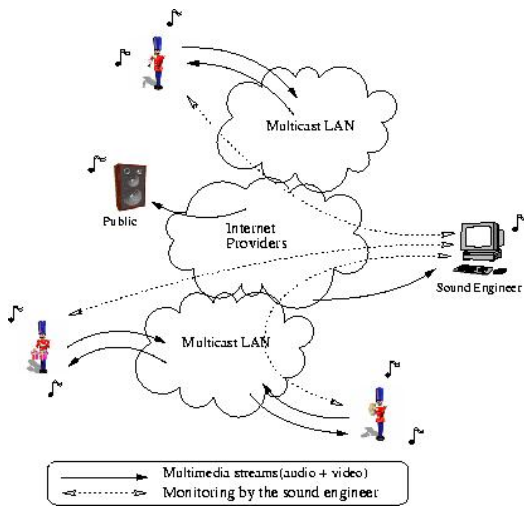 Multicast LAN
Public
Internet
Providers
Sound Engineer
Multicast LAN
Multimedia streams(audio + video)
Monitoring by the sound engineer